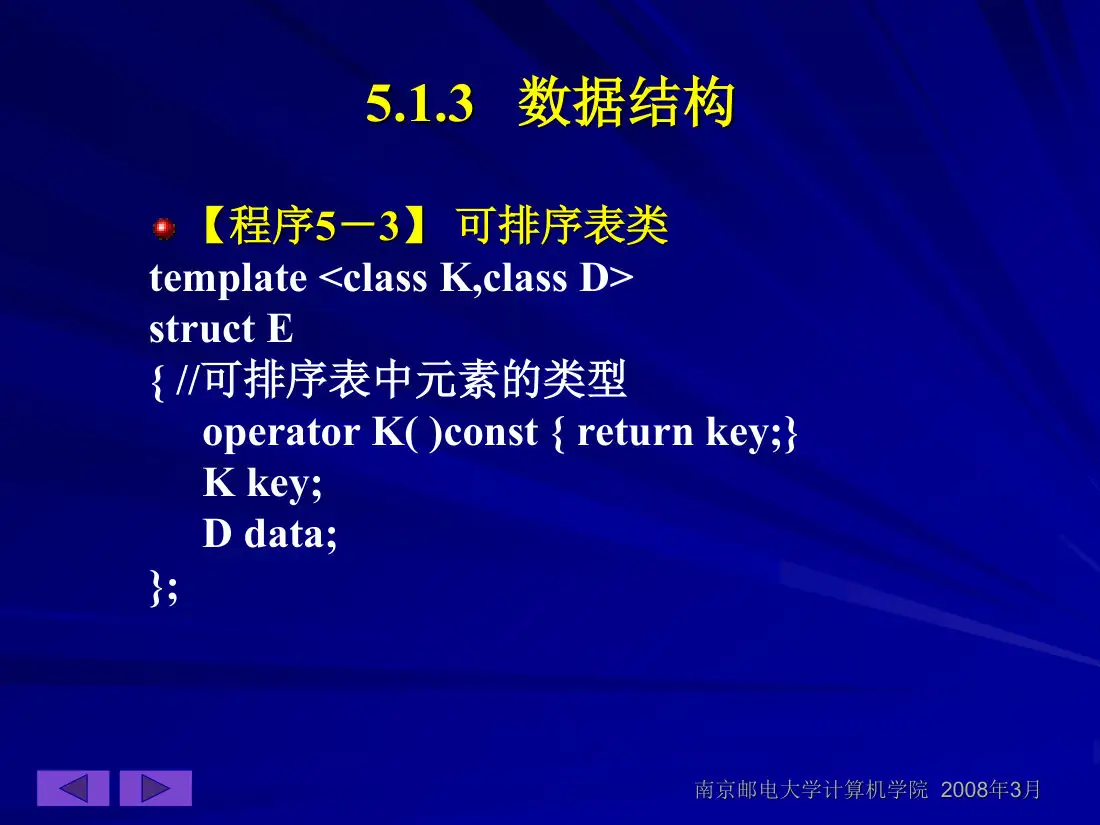 5.1.3 数据结构
【程序5－3】 可排序表类
template <class K,class D>
struct E
{ //可排序表中元素的类型
operator K( )const { return key;}
K key;
D data;
};
南京邮电大学计算机学院 2008年3月